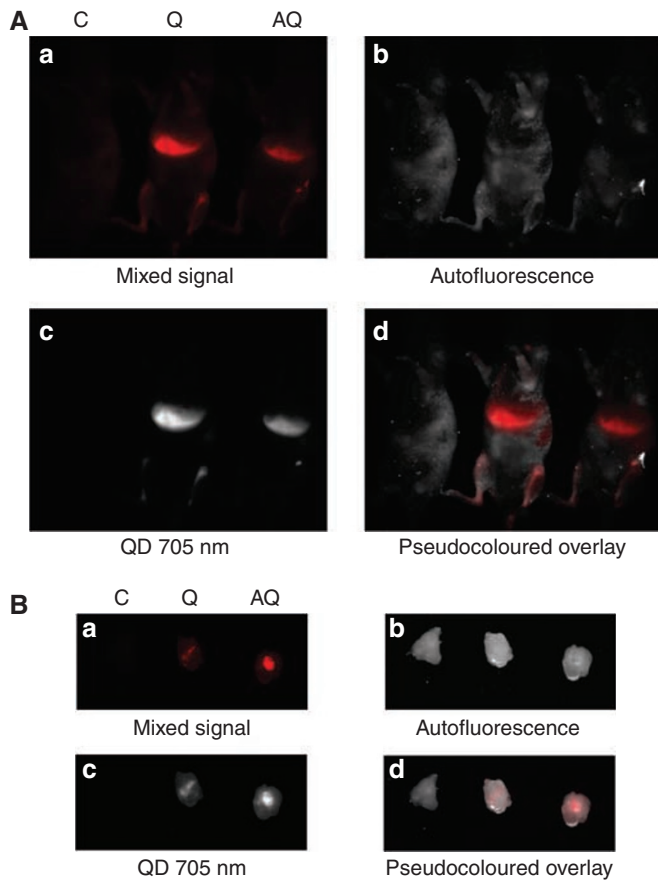 A
C Q AQ
a b
Mixed signal Autofluorescence
c d
QD 705 nm Pseudocoloured overlay
B
C Q AQ
a b
Mixed signal Autofluorescence
c d
QD 705 nm Pseudocoloured overlay